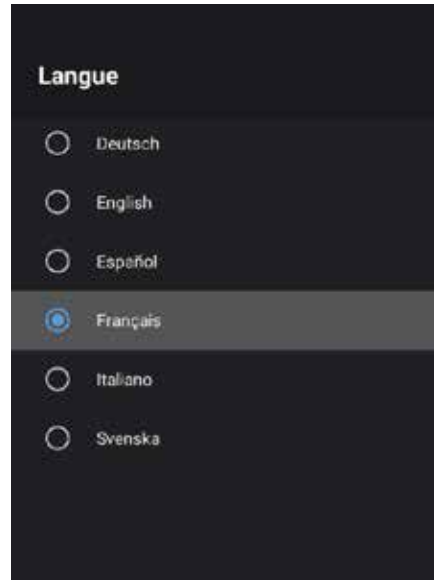 Langue
Deutsch
English
Español
Français
Italiano
Svenska